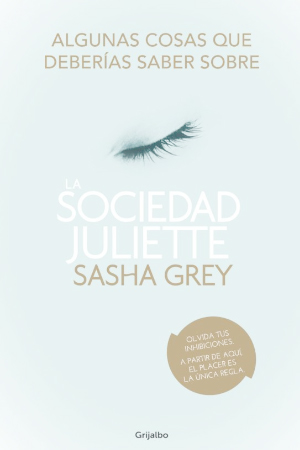 ALGUNAS COSAS QUE
DEBERÍAS SABER SOBRE
LA
SOCIEDAD
JULIETTE
SASHA GREY
OLVIDA TUS
INHIBICIONES.
A PARTIR DE AQUÍ
EL PLACER ES
LA ÚNICA REGLA
Grijalbo